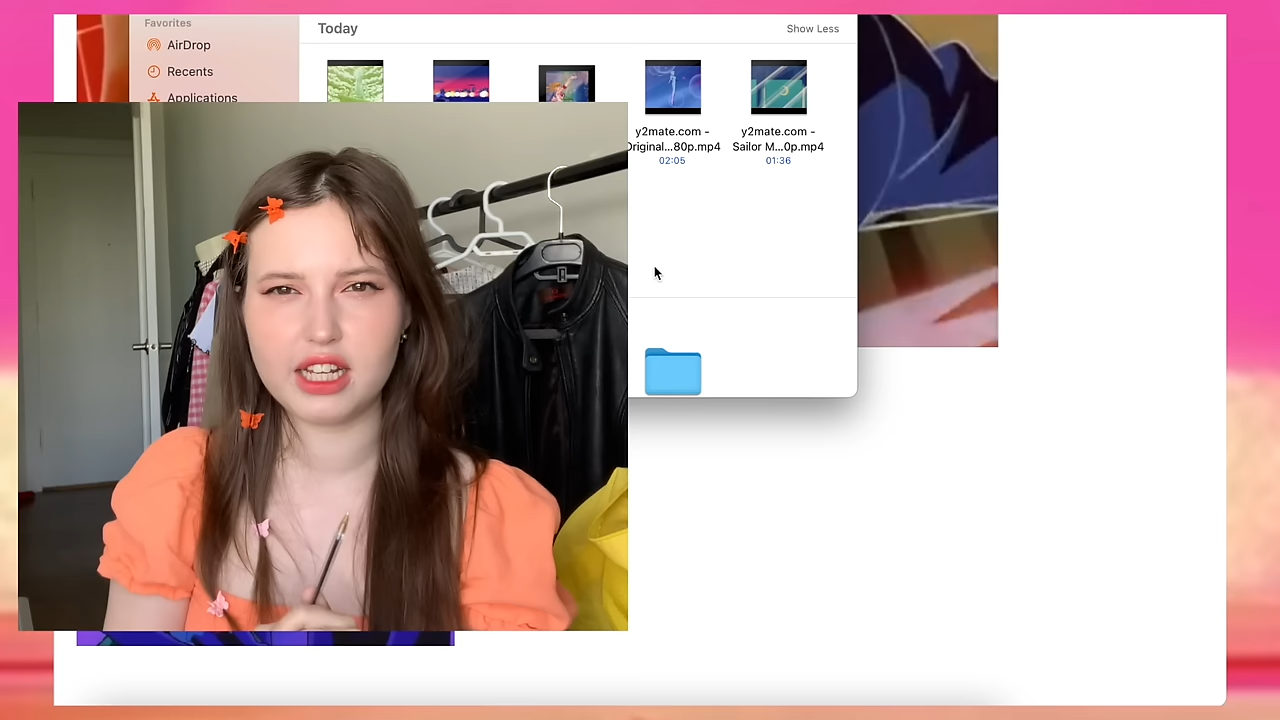 Favorites
Today
Show Less
AirDrop
Recents
Applications
y2mate.com -
Original...80p.mp4
02:05
y2mate.com -
Sailor M...0p.mp4
01:36